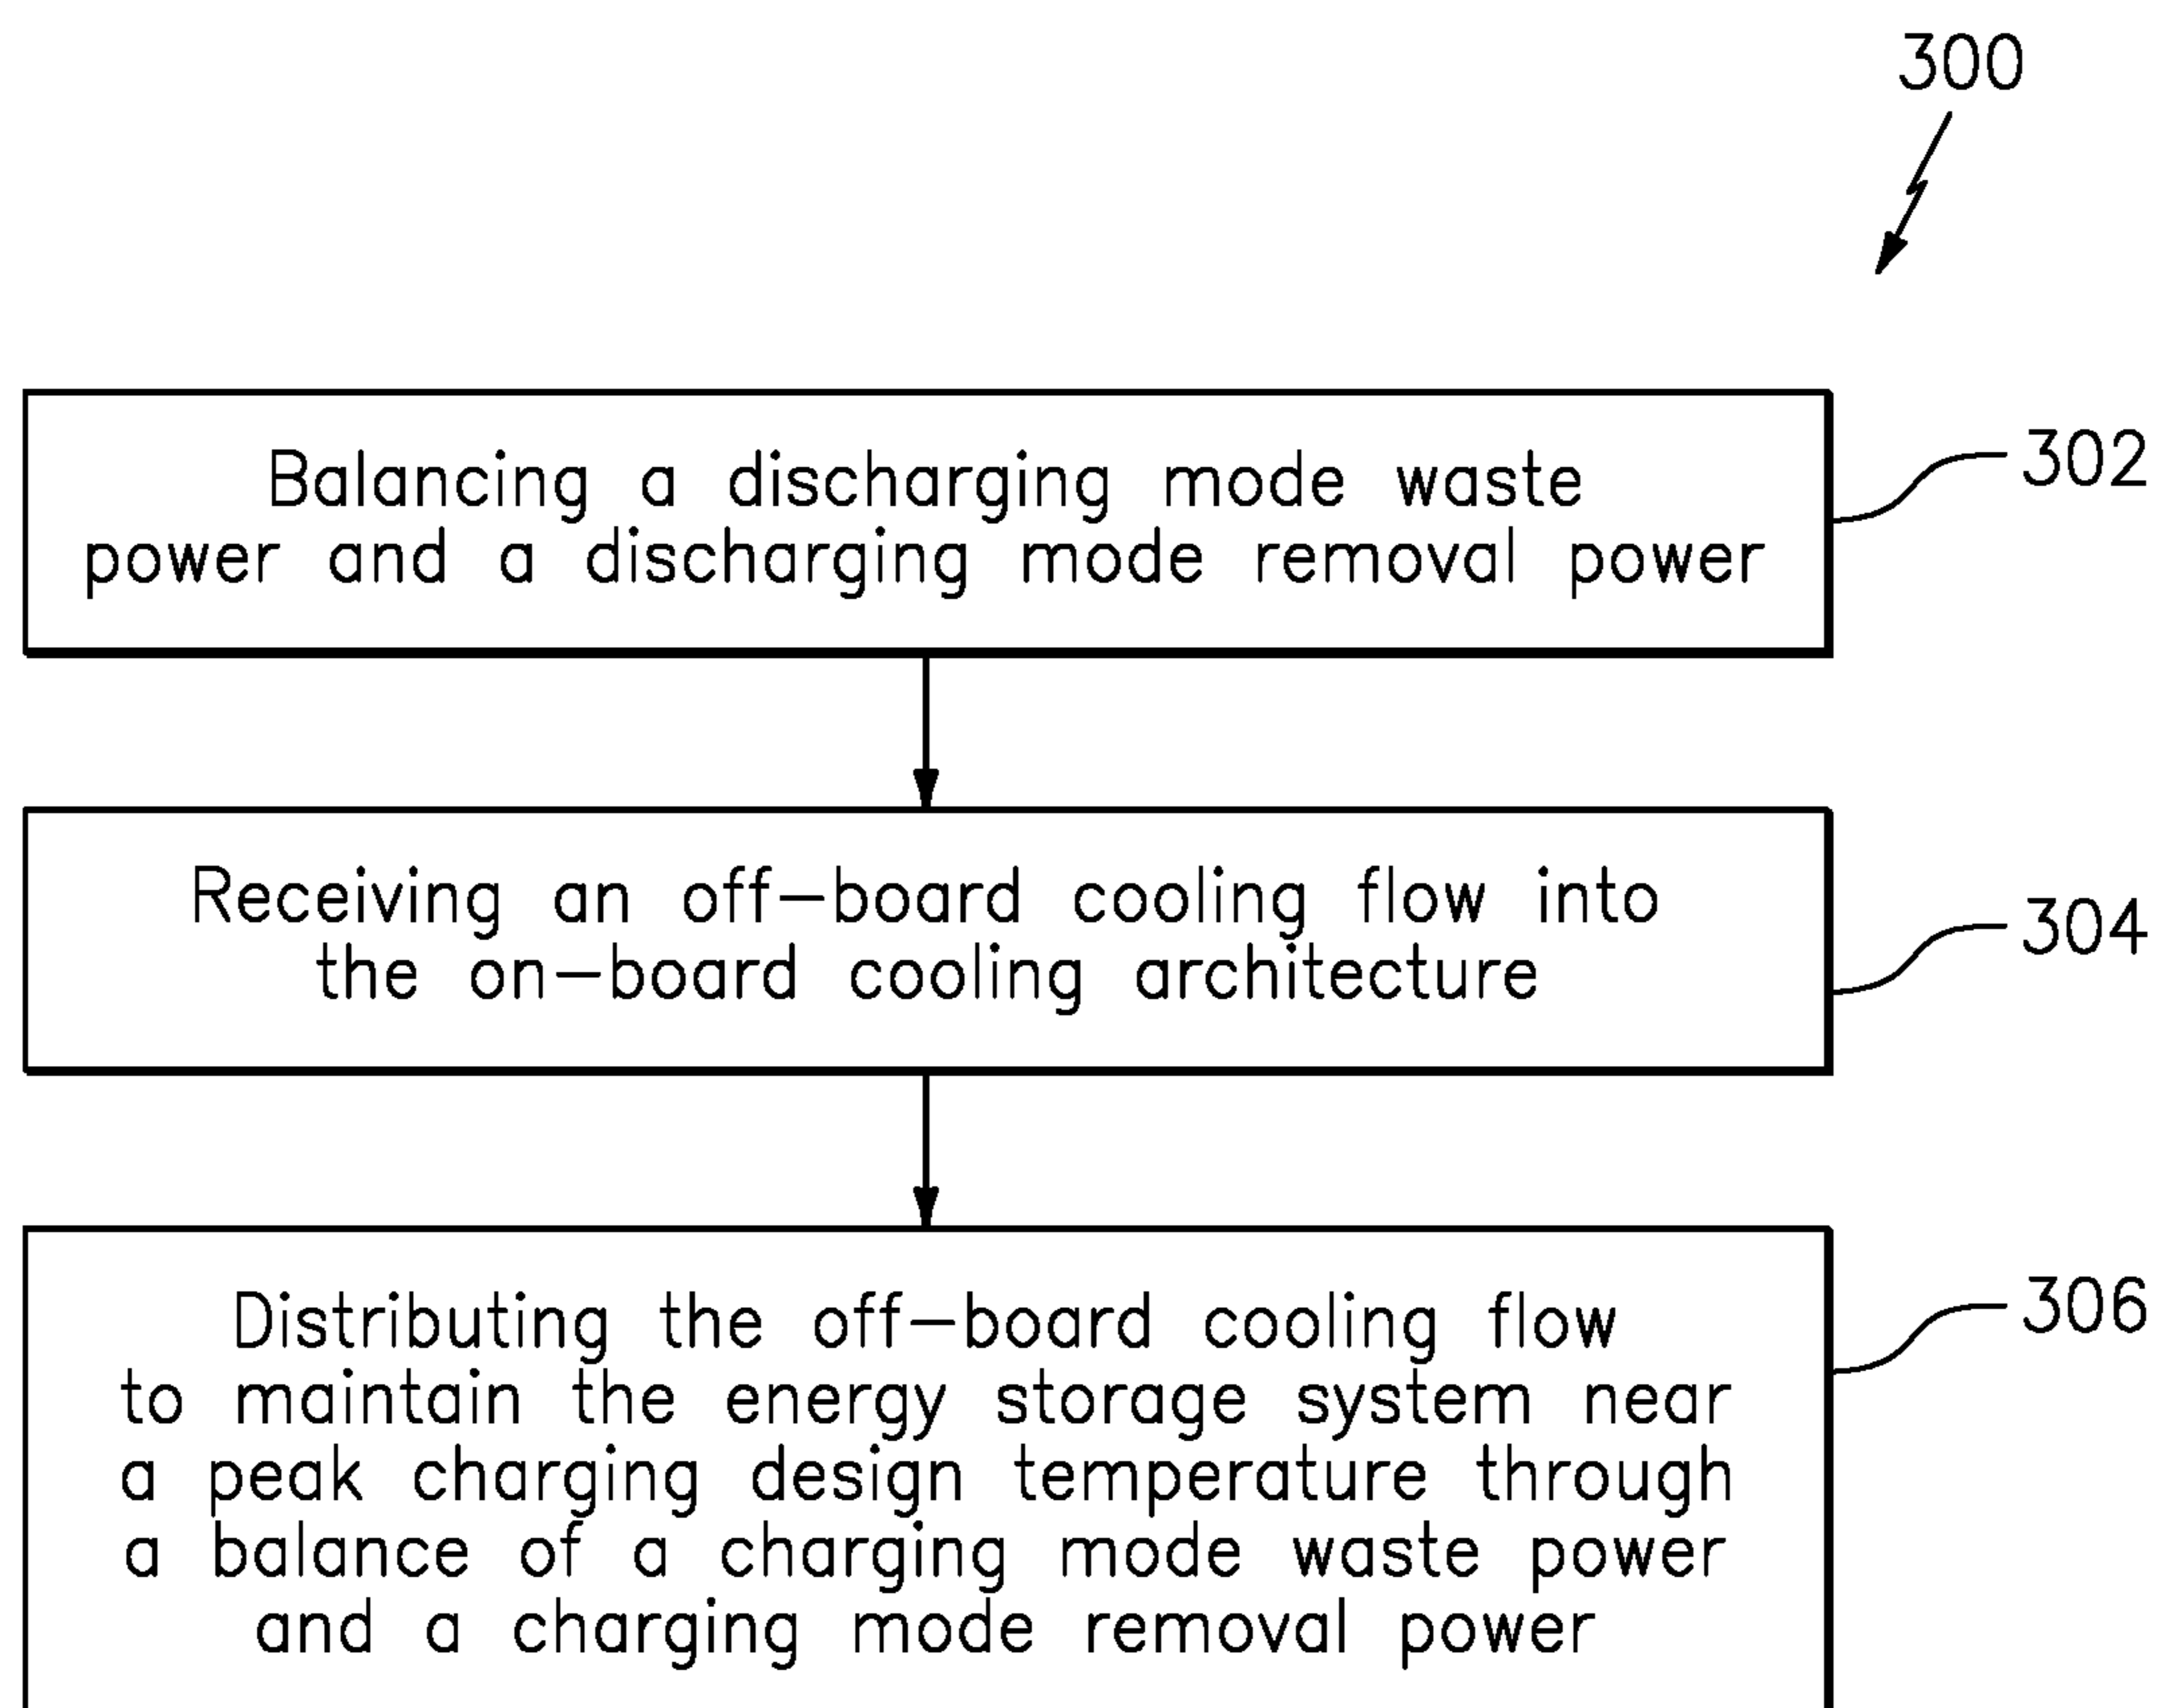 300
Balancing a discharging mode waste
power and a discharging mode removal power
302
Receiving an off-board cooling flow into
the on-board cooling architecture
304
Distributing the off-board cooling flow
to maintain the energy storage system near
a peak charging design temperature through
a balance of a charging mode waste power
and a charging mode removal power
306